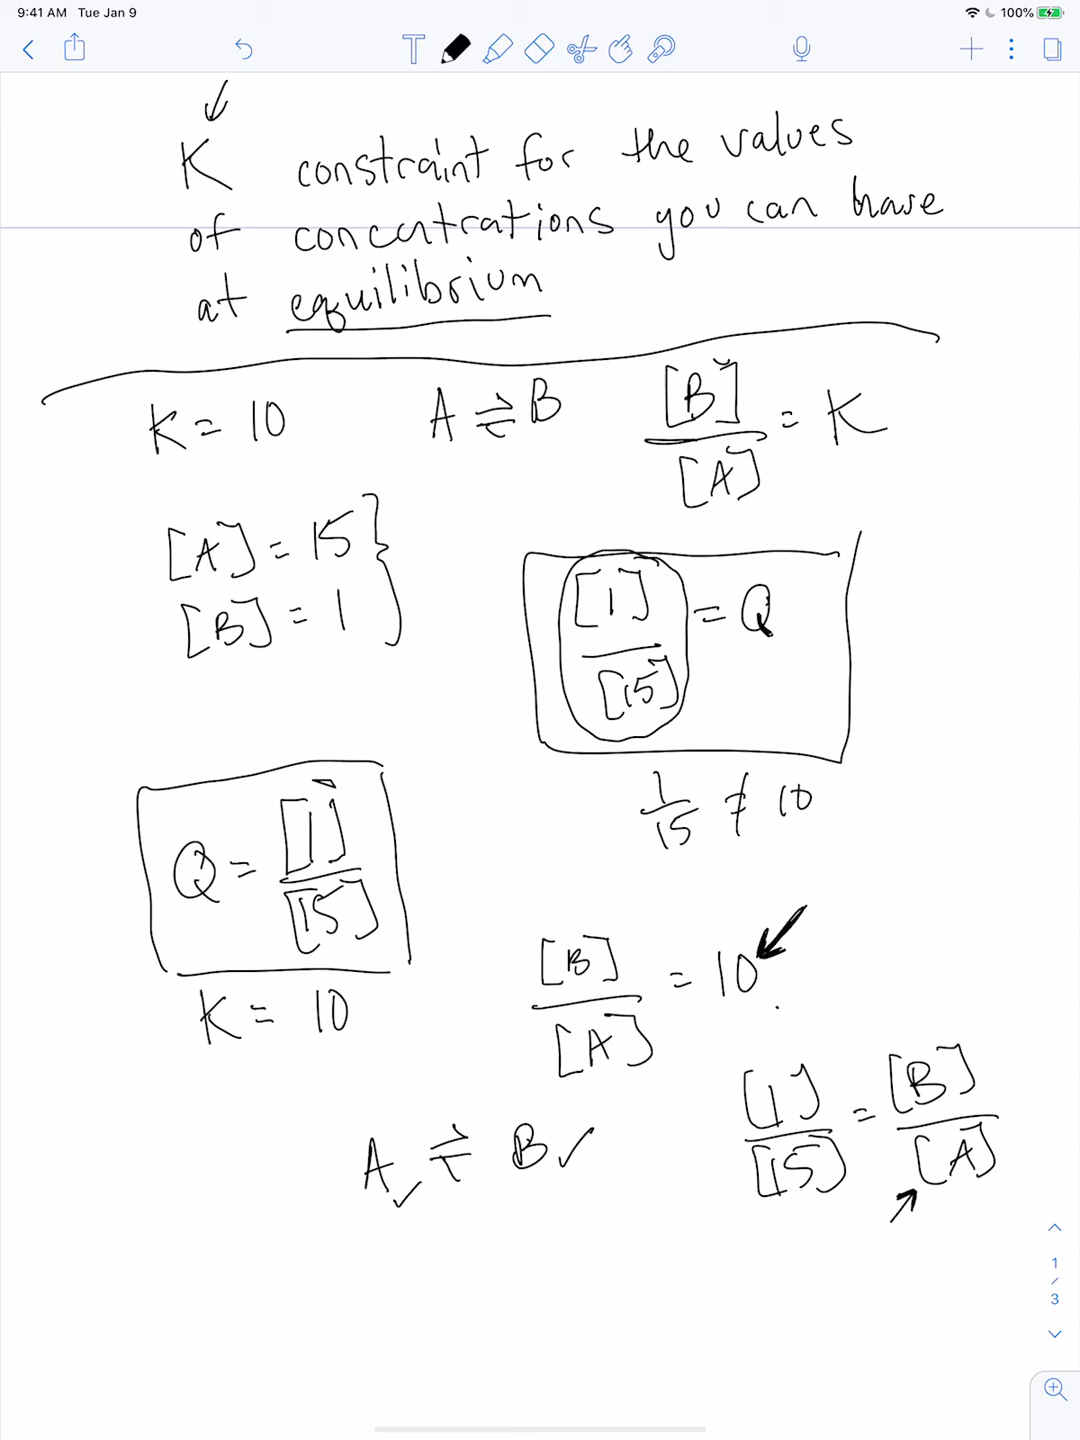 9:41 AM Tue Jan 9
100%
T
K constraint for the values
of concentrations you can have
at equilibrium
K = 10 A ⇌ B [B] / [A] = K
[A] = 15
[B] = 1
[1] / [15] = Q
1/15 ≠ 10
Q = [1] / [15]
K = 10
[B] / [A] = 10
[1] / [15] = [B] / [A]
A ⇌ B
1
/
3